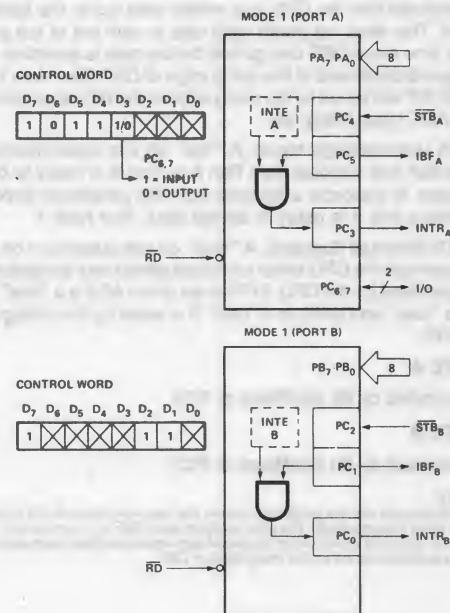 MODE 1 (PORT A)
PA7 PA0 8
CONTROL WORD
D7 D6 D5 D4 D3 D2 D1 D0
1 0 1 1 1/0
PC6,7
1 = INPUT
0 = OUTPUT
INTE A
PC4 STBA
PC5 IBFA
PC3 INTRA
RD
PC6,7 2 I/O
MODE 1 (PORT B)
PB7 PB0 8
CONTROL WORD
D7 D6 D5 D4 D3 D2 D1 D0
1 1 1
INTE B
PC2 STBB
PC1 IBFB
PC0 INTRB
RD